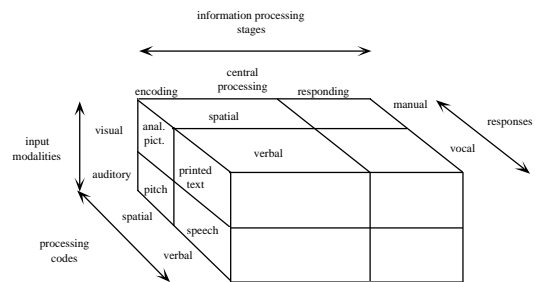 information processing
stages
central
encoding
processing
responding
manual
spatial
responses
visual
anal.
pict.
input
modalities
verbal
vocal
auditory
printed
text
pitch
spatial
speech
processing
codes
verbal